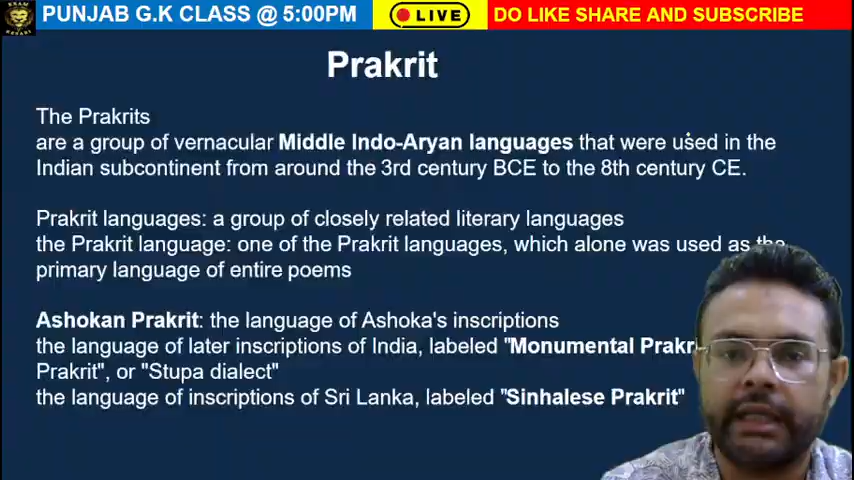 EXAM
KESARI
PUNJAB G.K CLASS @ 5:00PM
LIVE
DO LIKE SHARE AND SUBSCRIBE
Prakrit
The Prakrits
are a group of vernacular Middle Indo-Aryan languages that were used in the
Indian subcontinent from around the 3rd century BCE to the 8th century CE.
Prakrit languages: a group of closely related literary languages
the Prakrit language: one of the Prakrit languages, which alone was used as the
primary language of entire poems
Ashokan Prakrit: the language of Ashoka's inscriptions
the language of later inscriptions of India, labeled "Monumental
Prakrit", or "Stupa dialect"
the language of inscriptions of Sri Lanka, labeled "Sinhalese Prakrit"